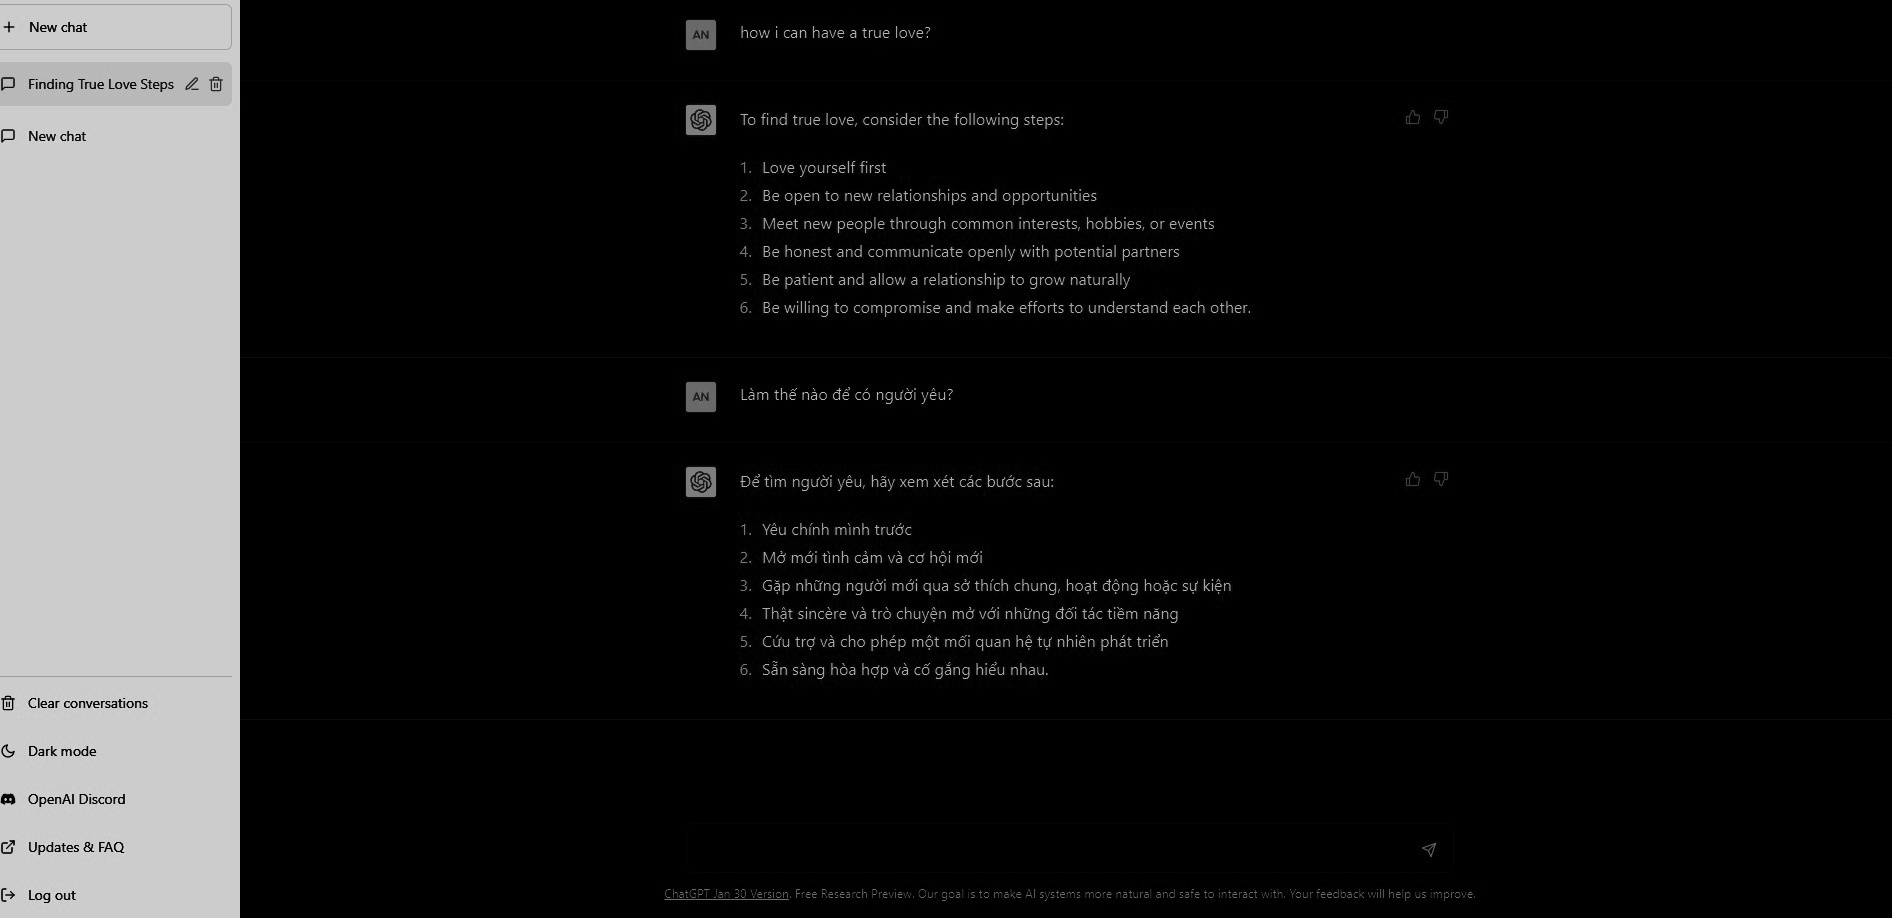 New chat
Finding True Love Steps
New chat
Clear conversations
Dark mode
OpenAI Discord
Updates & FAQ
Log out
AN
how i can have a true love?
To find true love, consider the following steps:
1. Love yourself first
2. Be open to new relationships and opportunities
3. Meet new people through common interests, hobbies, or events
4. Be honest and communicate openly with potential partners
5. Be patient and allow a relationship to grow naturally
6. Be willing to compromise and make efforts to understand each other.
AN
Làm thế nào để có người yêu?
Để tìm người yêu, hãy xem xét các bước sau:
1. Yêu chính mình trước
2. Mở mới tình cảm và cơ hội mới
3. Gặp những người mới qua sở thích chung, hoạt động hoặc sự kiện
4. Thật sincère và trò chuyện mở với những đối tác tiềm năng
5. Cứu trợ và cho phép một mối quan hệ tự nhiên phát triển
6. Sẵn sàng hòa hợp và cố gắng hiểu nhau.
ChatGPT Jan 30 Version. Free Research Preview. Our goal is to make AI systems more natural and safe to interact with. Your feedback will help us improve.